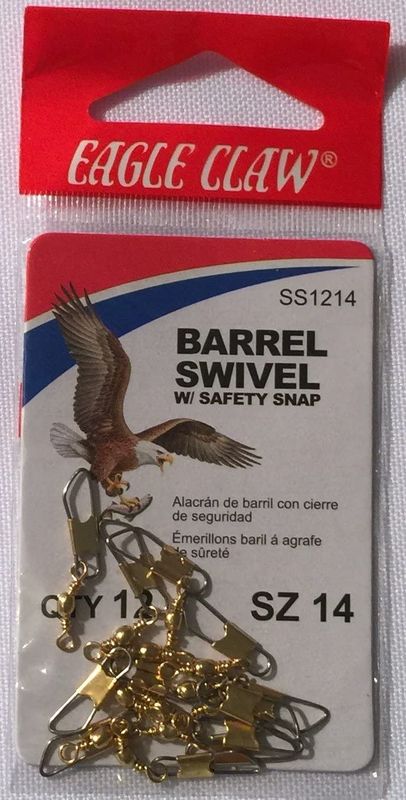 EAGLE CLAW®
SS1214
BARREL
SWIVEL
W/ SAFETY SNAP
Alacrán de barril con cierre
de seguridad
Émerillons baril á agrafe
de sûreté
QTY 12
SZ 14